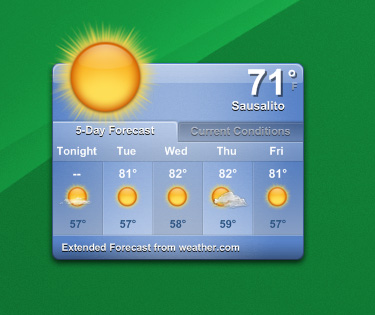 71°F
Sausalito
5-Day Forecast Current Conditions
Tonight Tue Wed Thu Fri
-- 81° 82° 82° 81°
57° 57° 58° 59° 57°
Extended Forecast from weather.com